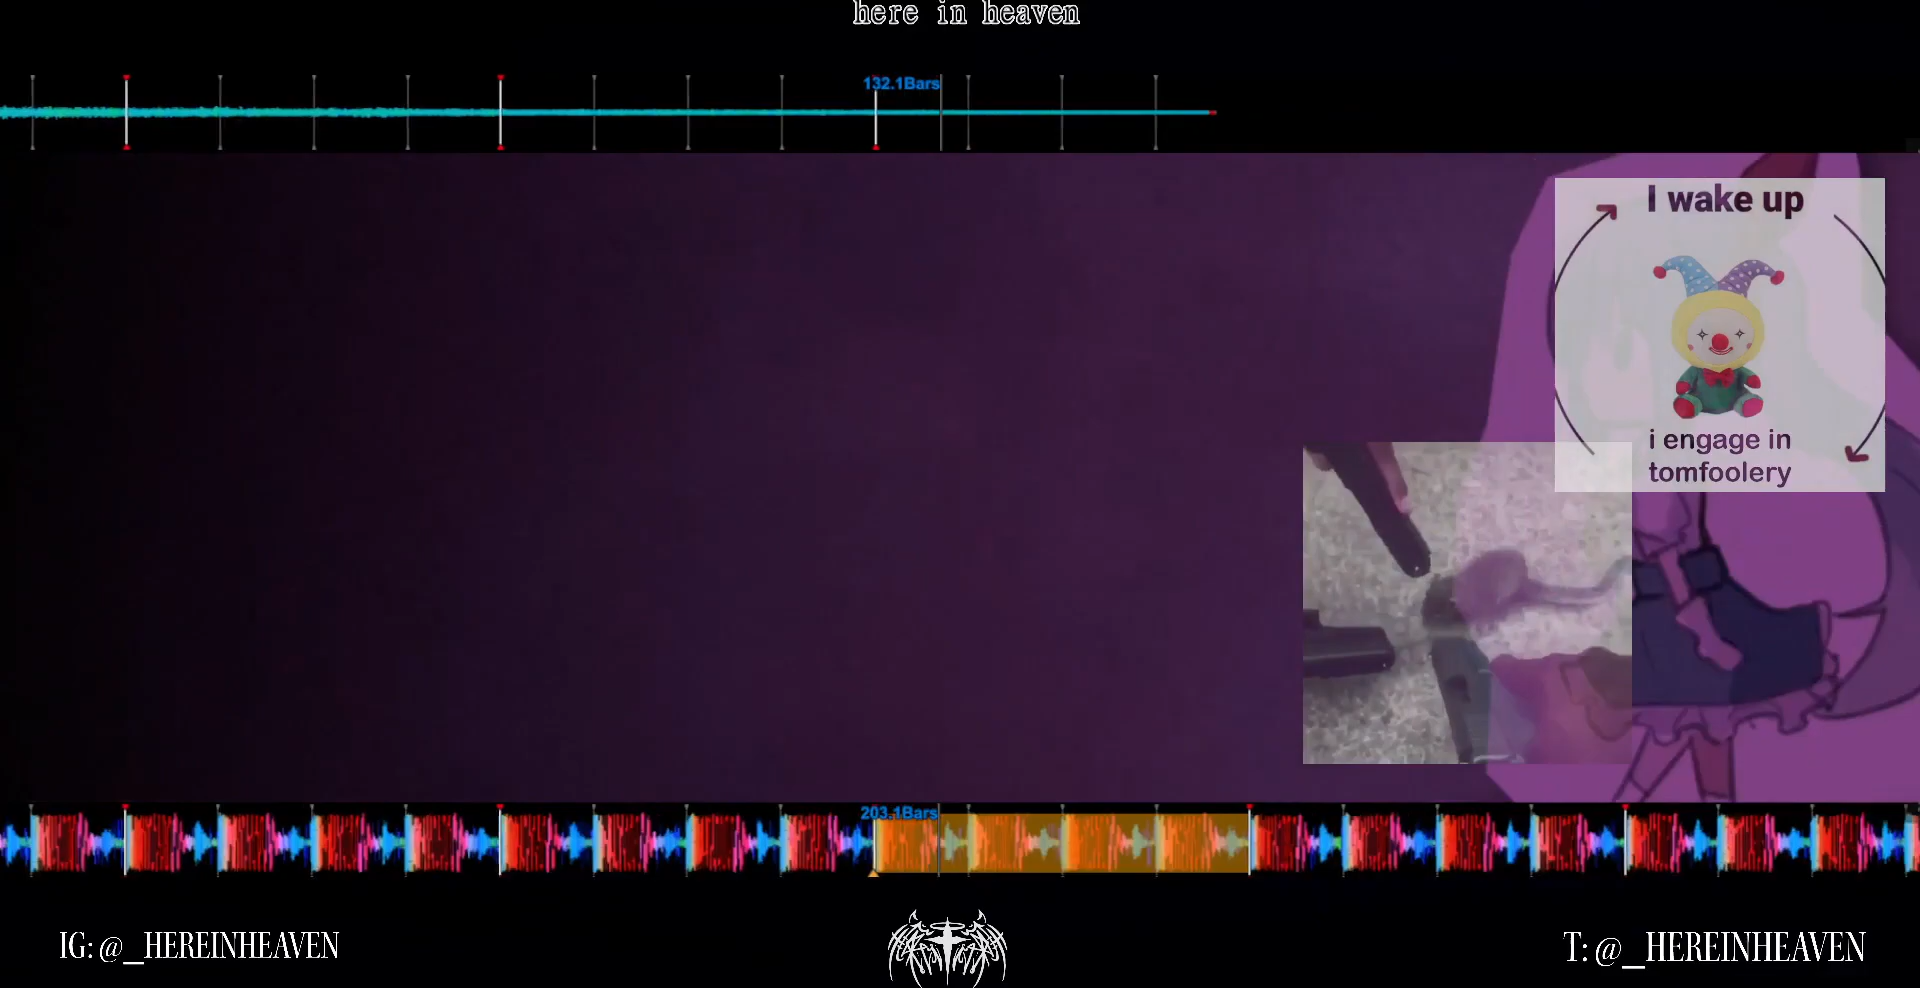 here in heaven
132.1Bars
I wake up
i engage in
tomfoolery
203.1Bars
IG: @_HEREINHEAVEN
T: @_HEREINHEAVEN